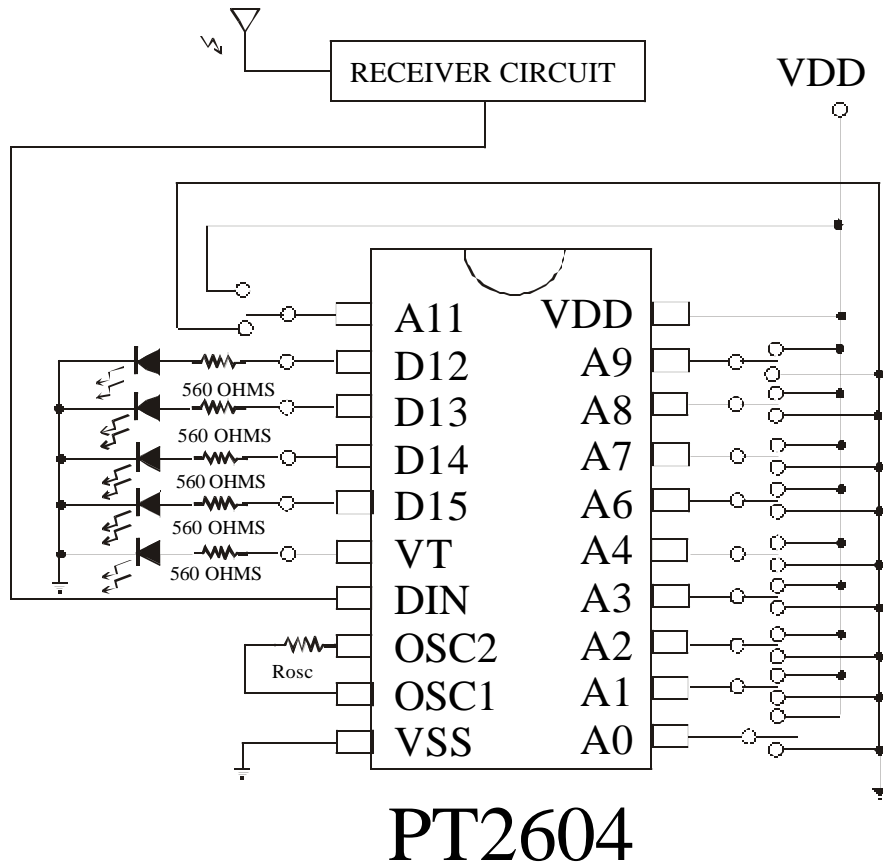 RECEIVER CIRCUIT
VDD
A11
VDD
D12
A9
560 OHMS
D13
A8
560 OHMS
D14
A7
560 OHMS
D15
A6
560 OHMS
VT
A4
560 OHMS
DIN
A3
OSC2
A2
Rosc
OSC1
A1
VSS
A0
PT2604